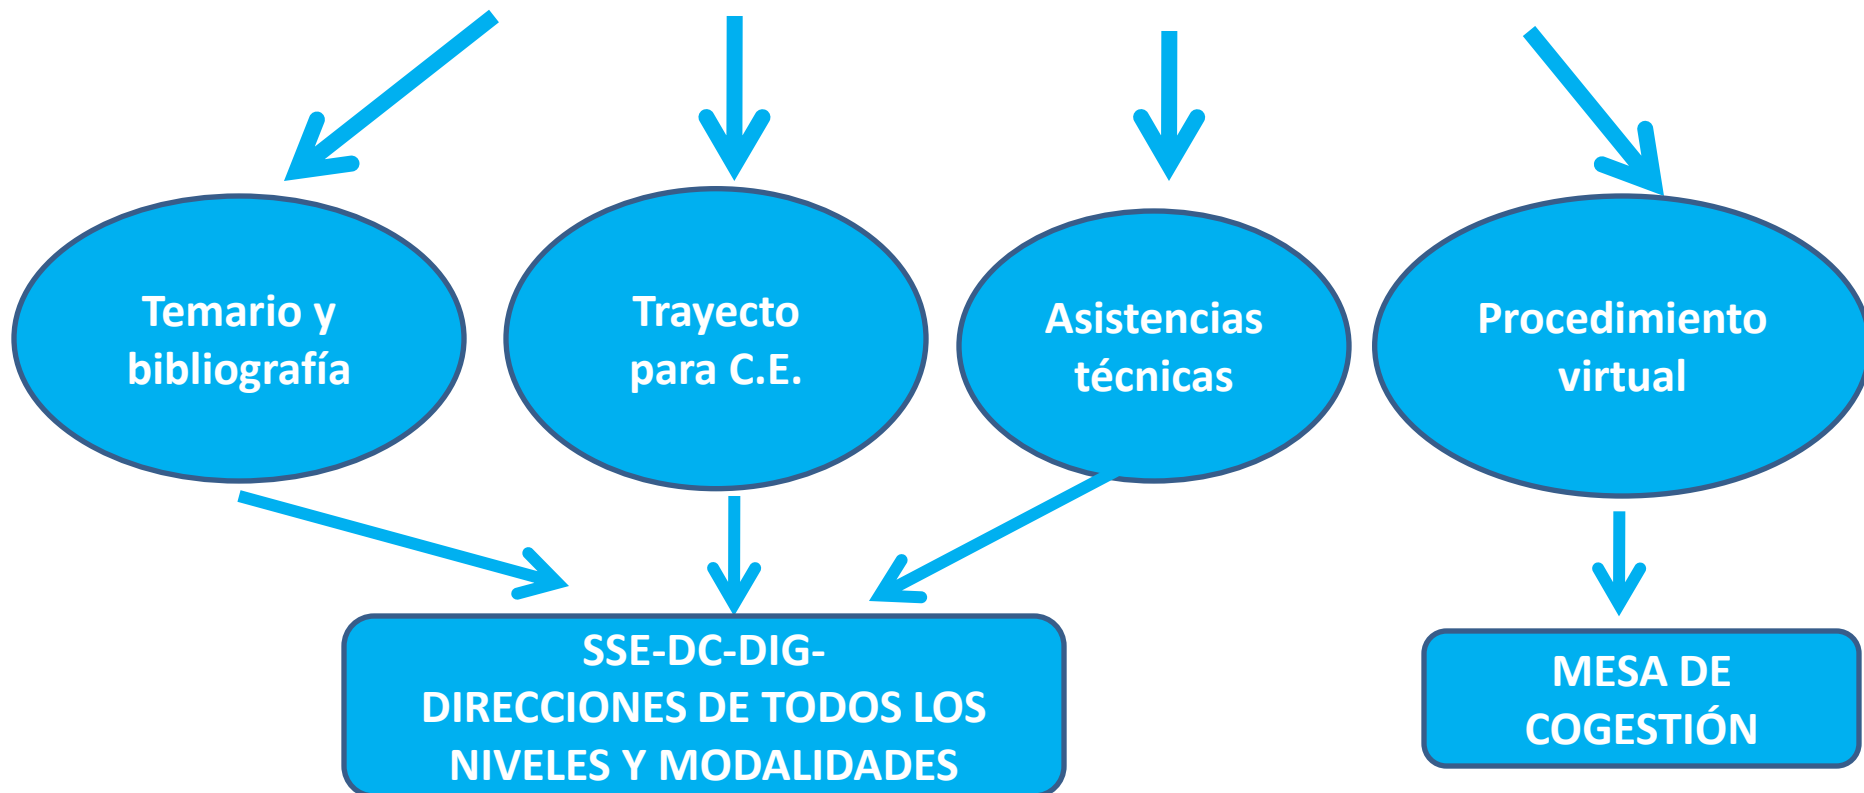 Temario y
bibliografía
Trayecto
para C.E.
Asistencias
técnicas
Procedimiento
virtual
SSE-DC-DIG-
DIRECCIONES DE TODOS LOS
NIVELES Y MODALIDADES
MESA DE
COGESTIÓN